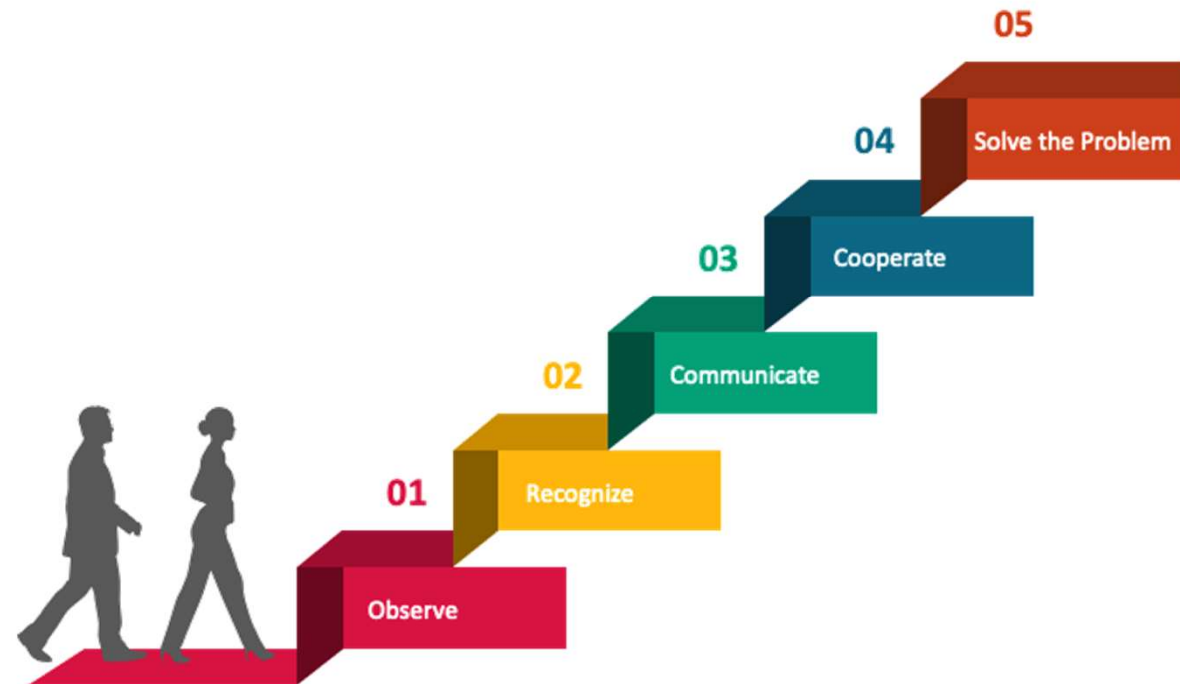 01
Observe
02
Recognize
03
Communicate
04
Cooperate
05
Solve the Problem